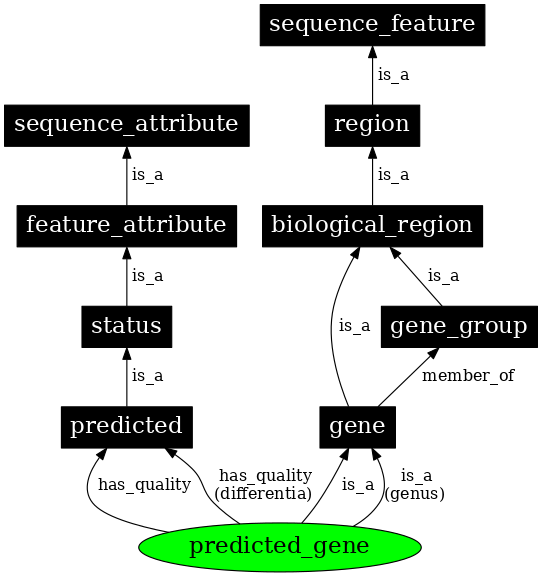 sequence_feature
is_a
sequence_attribute
region
is_a
is_a
feature_attribute
biological_region
is_a
is_a
is_a
status
gene_group
is_a
member_of
predicted
gene
has_quality
has_quality
(differentia)
is_a
is_a
(genus)
predicted_gene